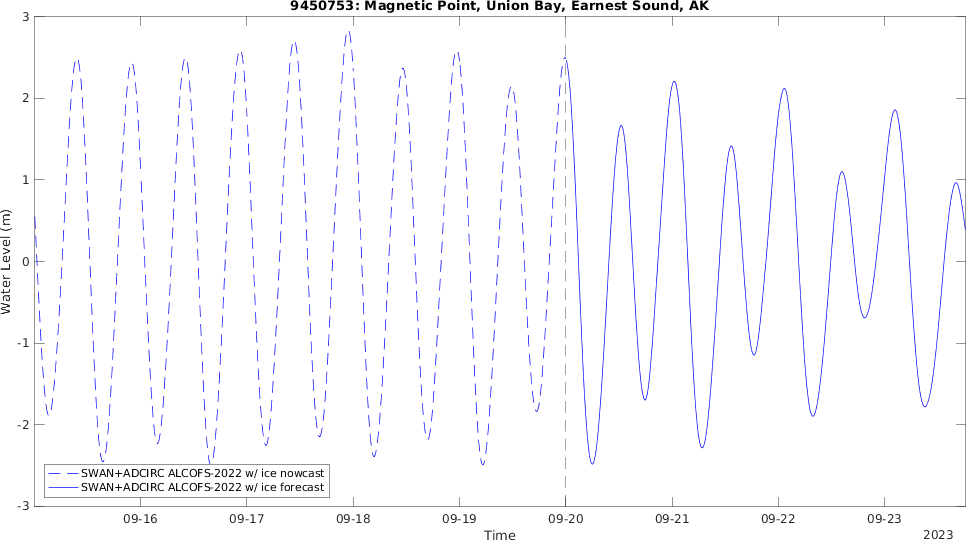 9450753: Magnetic Point, Union Bay, Earnest Sound, AK
3
2
1
0
-1
-2
-3
Water Level (m)
SWAN+ADCIRC ALCOFS-2022 w/ ice nowcast
SWAN+ADCIRC ALCOFS-2022 w/ ice forecast
09-16 09-17 09-18 09-19 09-20 09-21 09-22 09-23
Time
2023